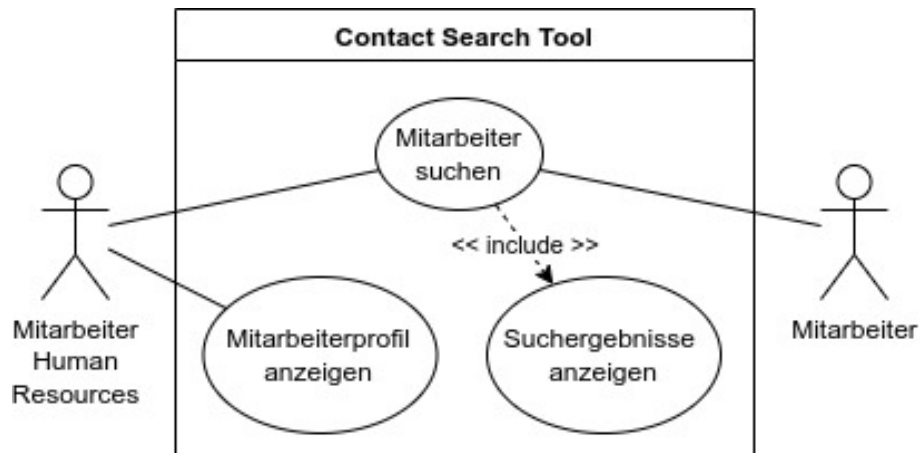 Contact Search Tool
Mitarbeiter
suchen
<< include >>
Mitarbeiter
Human
Resources
Mitarbeiterprofil
anzeigen
Suchergebnisse
anzeigen
Mitarbeiter